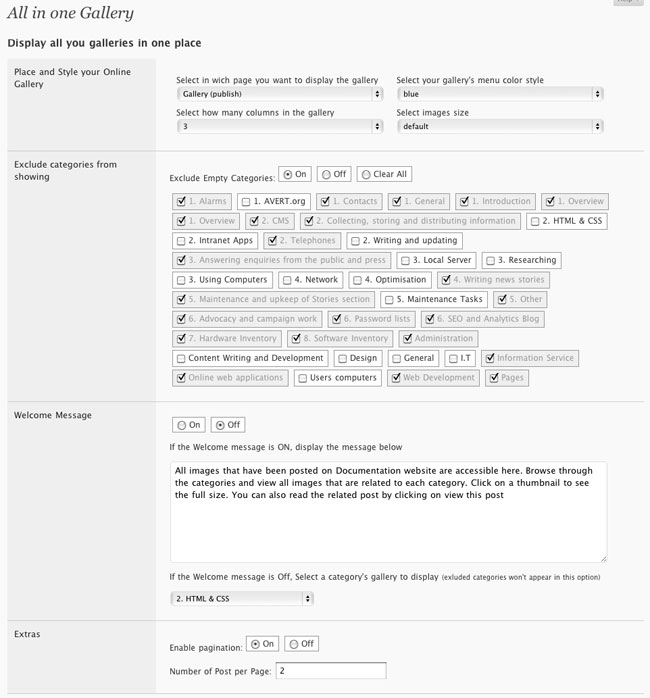 All in one Gallery
Display all you galleries in one place
Place and Style your Online
Gallery
Select in wich page you want to display the gallery
Select your gallery's menu color style
Gallery (publish)
blue
Select how many columns in the gallery
Select images size
3
default
Exclude categories from
showing
Exclude Empty Categories: On Off Clear All
1. Alarms 1. AVERT.org 1. Contacts 1. General 1. Introduction 1. Overview
1. Overview 2. CMS 2. Collecting, storing and distributing information 2. HTML & CSS
2. Intranet Apps 2. Telephones 2. Writing and updating
3. Answering enquiries from the public and press 3. Local Server 3. Researching
3. Using Computers 4. Network 4. Optimisation 4. Writing news stories
5. Maintenance and upkeep of Stories section 5. Maintenance Tasks 5. Other
6. Advocacy and campaign work 6. Password lists 6. SEO and Analytics Blog
7. Hardware Inventory 8. Software Inventory Administration
Content Writing and Development Design General I.T Information Service
Online web applications Users computers Web Development Pages
Welcome Message
On Off
If the Welcome message is ON, display the message below
All images that have been posted on Documentation website are accessible here. Browse through
the categories and view all images that are related to each category. Click on a thumbnail to see
the full size. You can also read the related post by clicking on view this post
If the Welcome message is Off, Select a category's gallery to display (exluded categories won't appear in this option)
2. HTML & CSS
Extras
Enable pagination: On Off
Number of Post per Page: 2